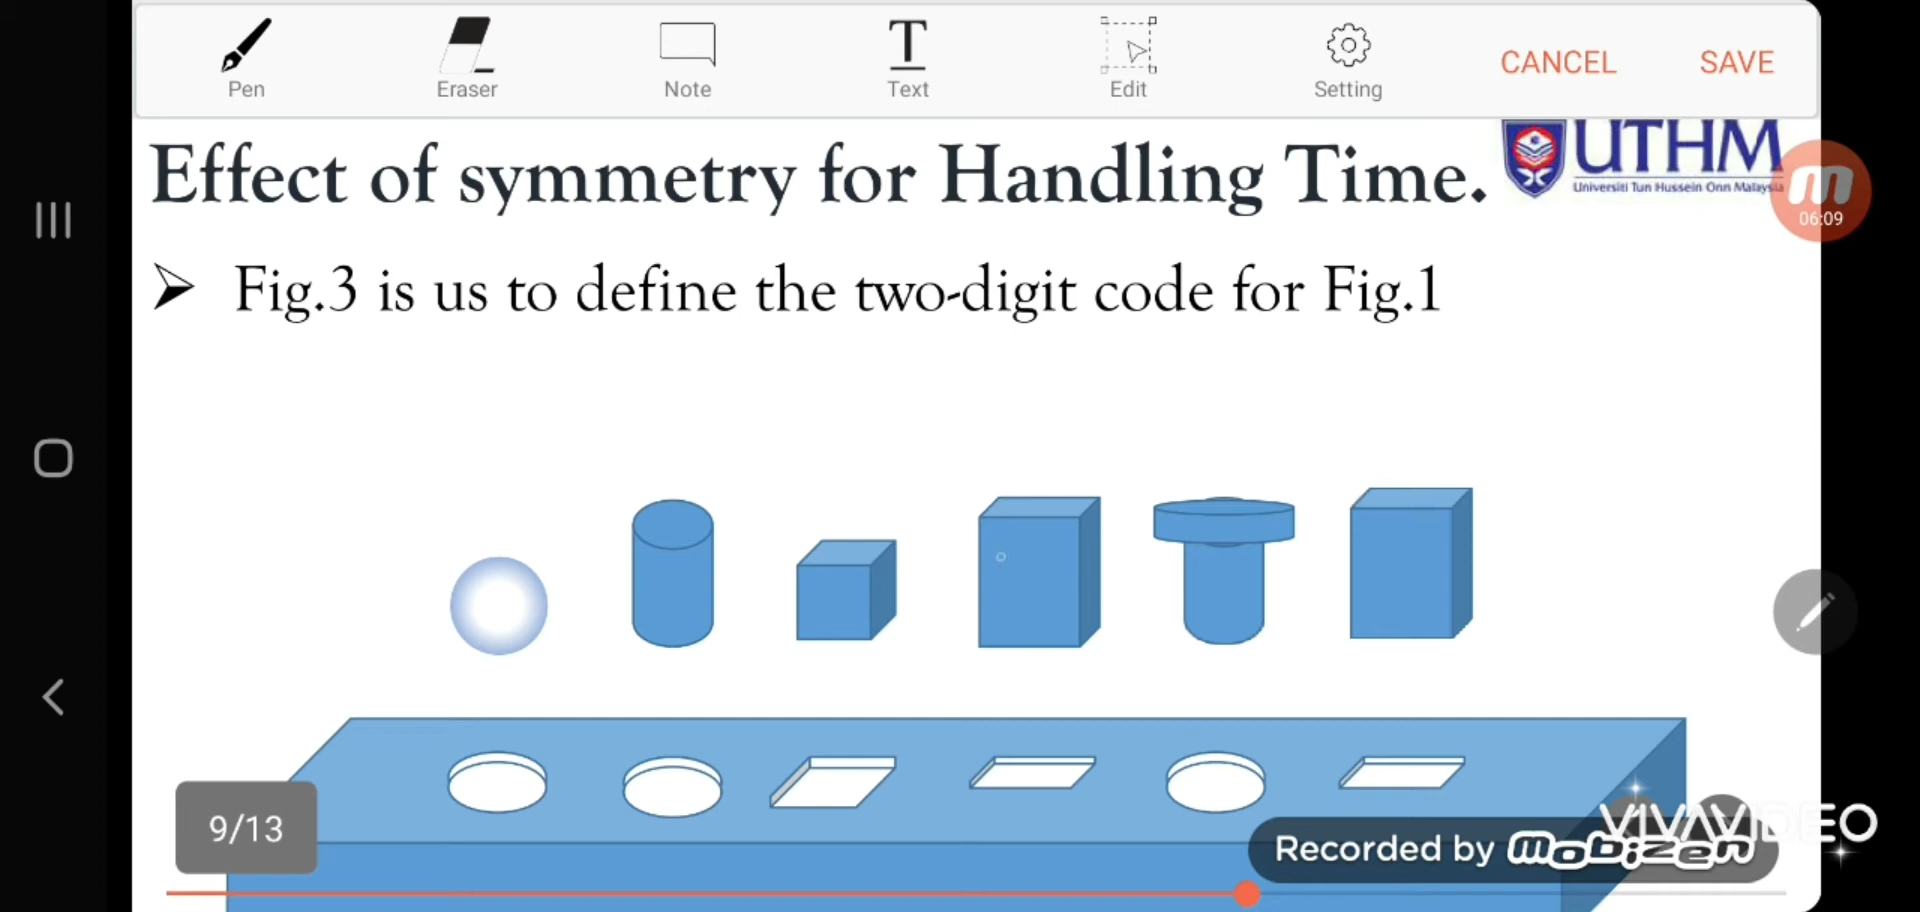 Pen
Eraser
Note
Text
Edit
Setting
CANCEL
SAVE
Effect of symmetry for Handling Time.
UTHM
Universiti Tun Hussein Onn Malaysia
06:09
Fig.3 is us to define the two-digit code for Fig.1
9/13
VIVAVIDEO
Recorded by mobizen